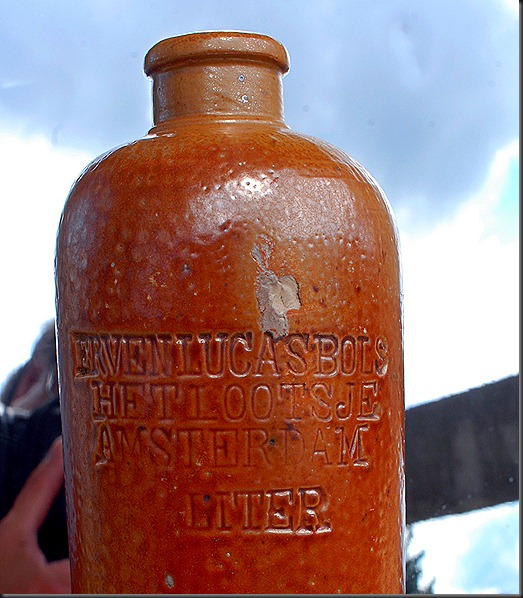 ERVEN LUCAS BOLS
HET LOOTSJE
AMSTERDAM
LITER